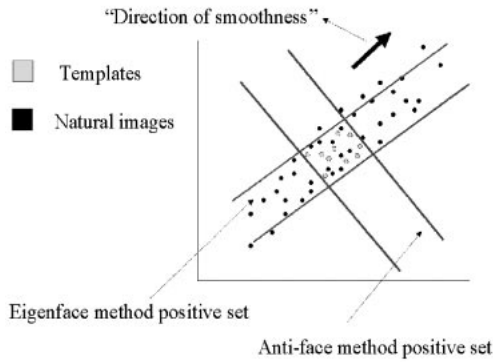 “Direction of smoothness”
Templates
Natural images
Eigenface method positive set
Anti-face method positive set